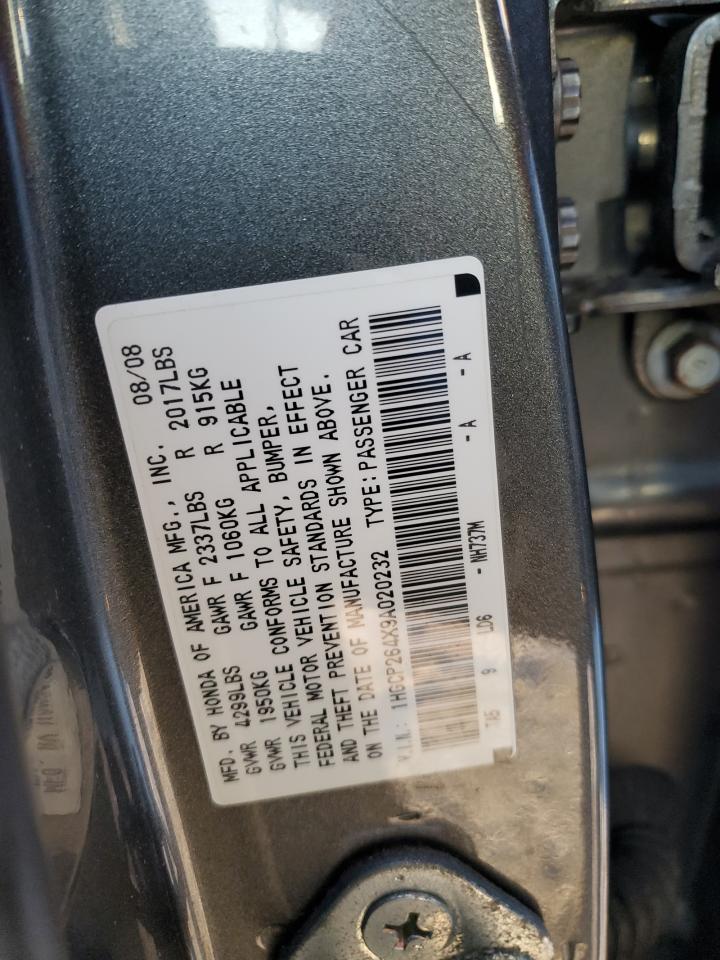 MFD. BY HONDA OF AMERICA MFG., INC. 08/08
GVWR 4299LBS GAWR F 2337LBS R 2017LBS
GVWR 1950KG GAWR F 1060KG R 915KG
THIS VEHICLE CONFORMS TO ALL APPLICABLE
FEDERAL MOTOR VEHICLE SAFETY, BUMPER,
AND THEFT PREVENTION STANDARDS IN EFFECT
ON THE DATE OF MANUFACTURE SHOWN ABOVE.
V.I.N.: 1HGCP264X9A020232 TYPE:PASSENGER CAR
9 LD6 - NH737M - A - A